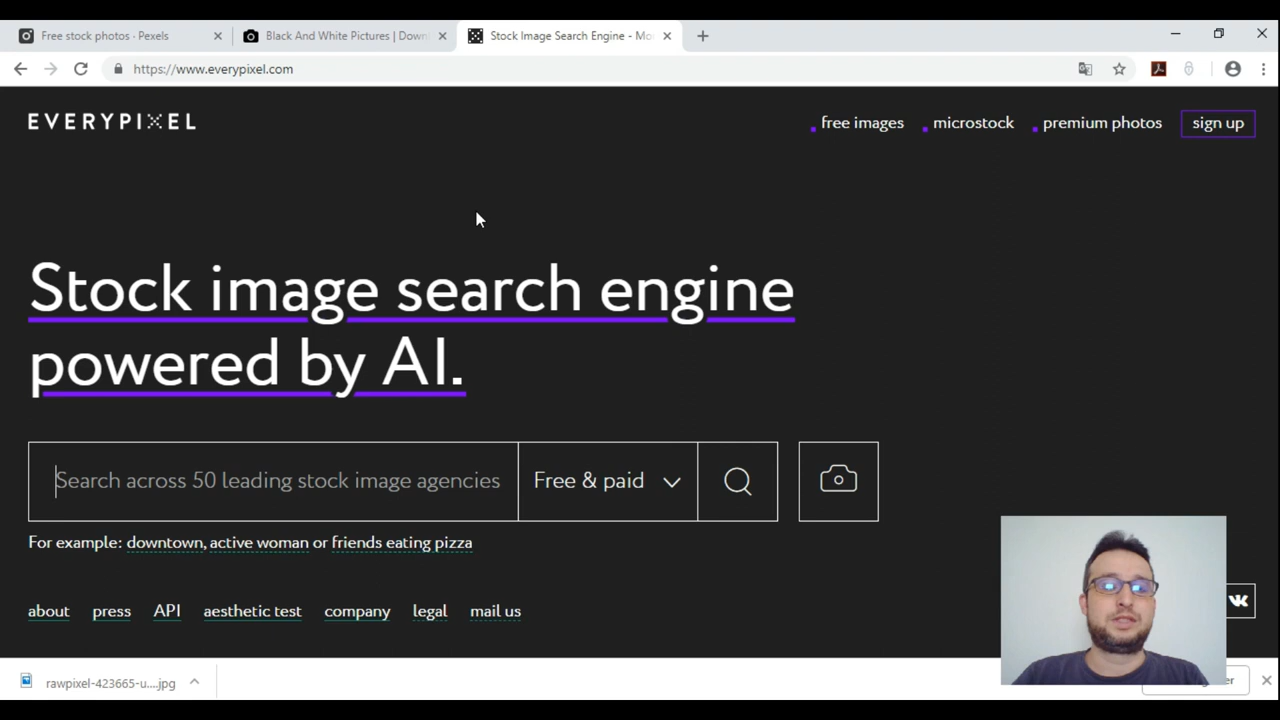 Free stock photos · Pexels
Black And White Pictures | Down
Stock Image Search Engine - Mo
https://www.everypixel.com
EVERYPIXEL
free images
microstock
premium photos
sign up
Stock image search engine
powered by AI.
Search across 50 leading stock image agencies
Free & paid
For example: downtown, active woman or friends eating pizza
about
press
API
aesthetic test
company
legal
mail us
rawpixel-423665-u....jpg